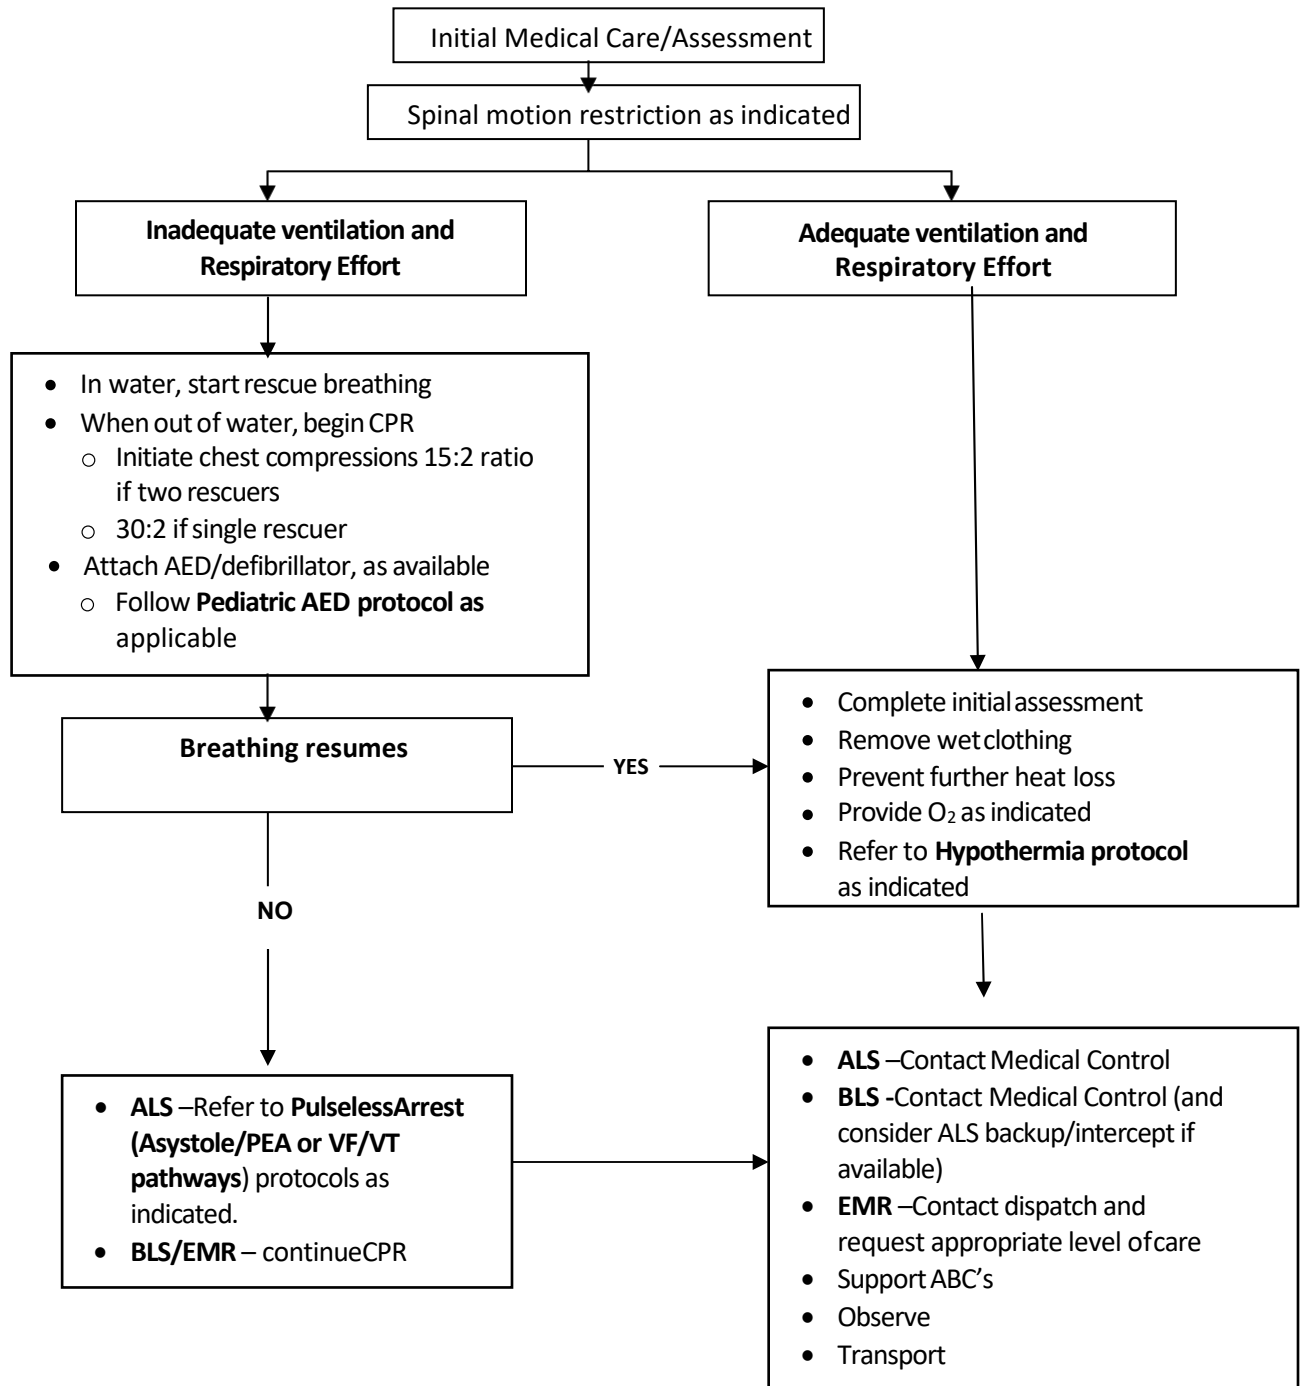 Initial Medical Care/Assessment
Spinal motion restriction as indicated
Inadequate ventilation and
Respiratory Effort
Adequate ventilation and
Respiratory Effort
• In water, start rescue breathing
• When out of water, begin CPR
o Initiate chest compressions 15:2 ratio
if two rescuers
o 30:2 if single rescuer
• Attach AED/defibrillator, as available
o Follow Pediatric AED protocol as
applicable
Breathing resumes
YES
• Complete initial assessment
• Remove wet clothing
• Prevent further heat loss
• Provide O₂ as indicated
• Refer to Hypothermia protocol
as indicated
NO
• ALS –Refer to PulselessArrest
(Asystole/PEA or VF/VT
pathways) protocols as
indicated.
• BLS/EMR – continueCPR
• ALS –Contact Medical Control
• BLS -Contact Medical Control (and
consider ALS backup/intercept if
available)
• EMR –Contact dispatch and
request appropriate level ofcare
• Support ABC’s
• Observe
• Transport